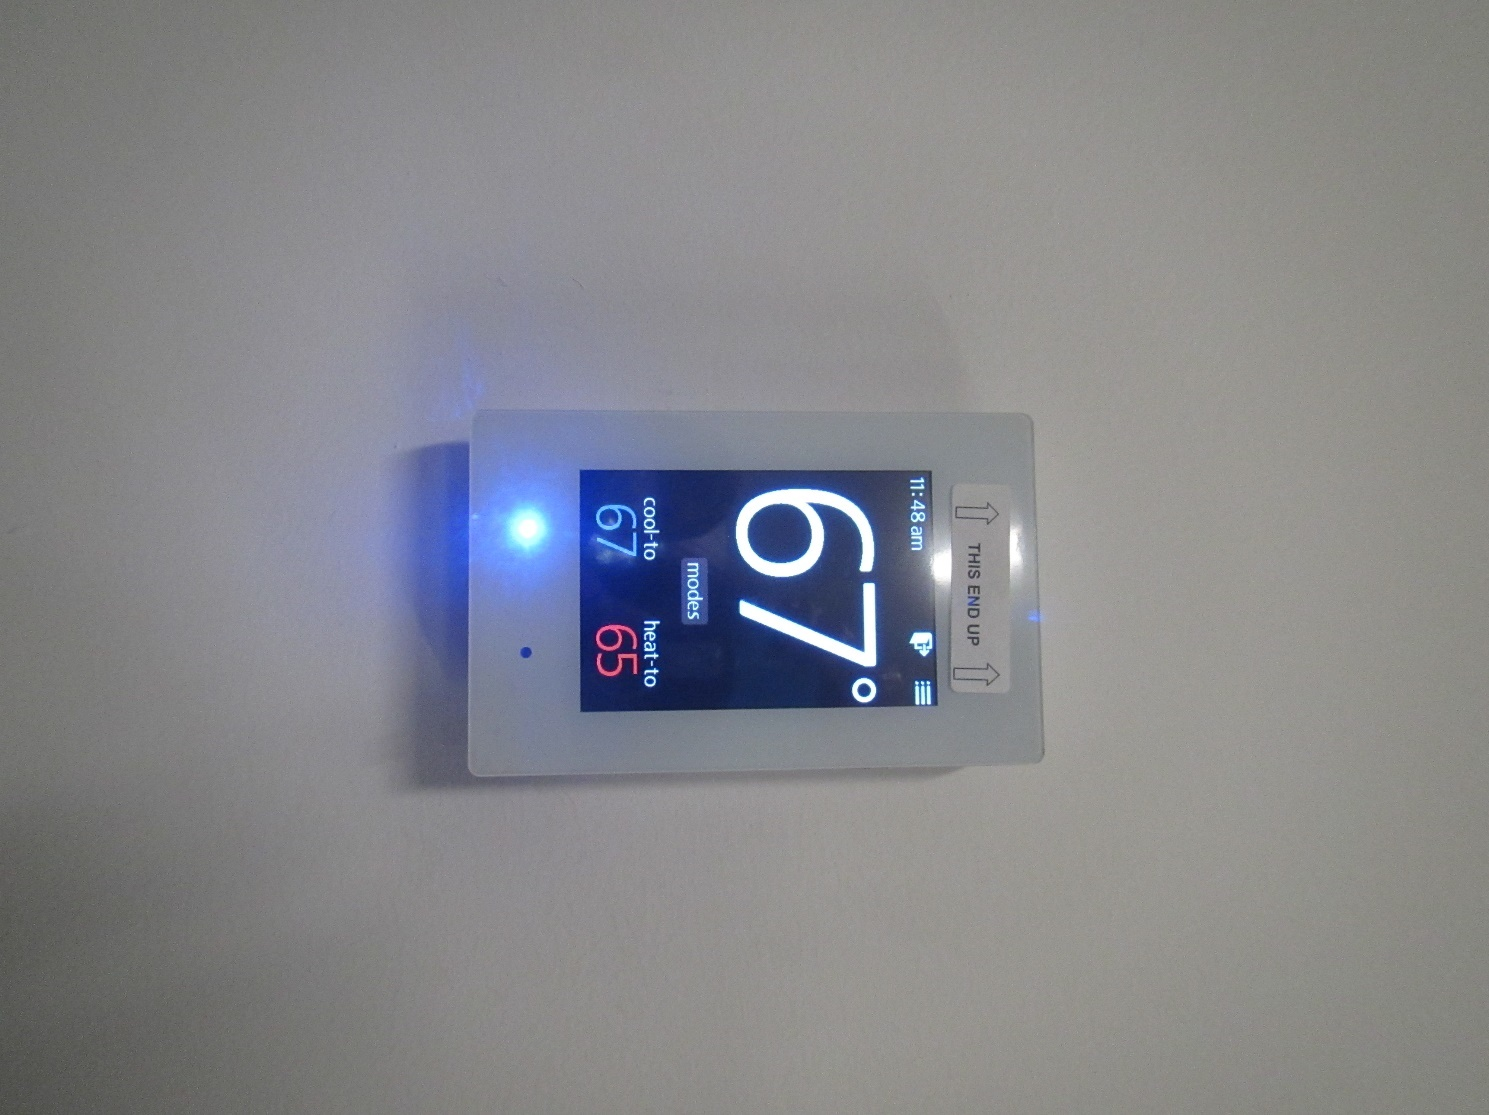 THIS END UP
11:48 am
67°
modes
cool-to heat-to
67 65